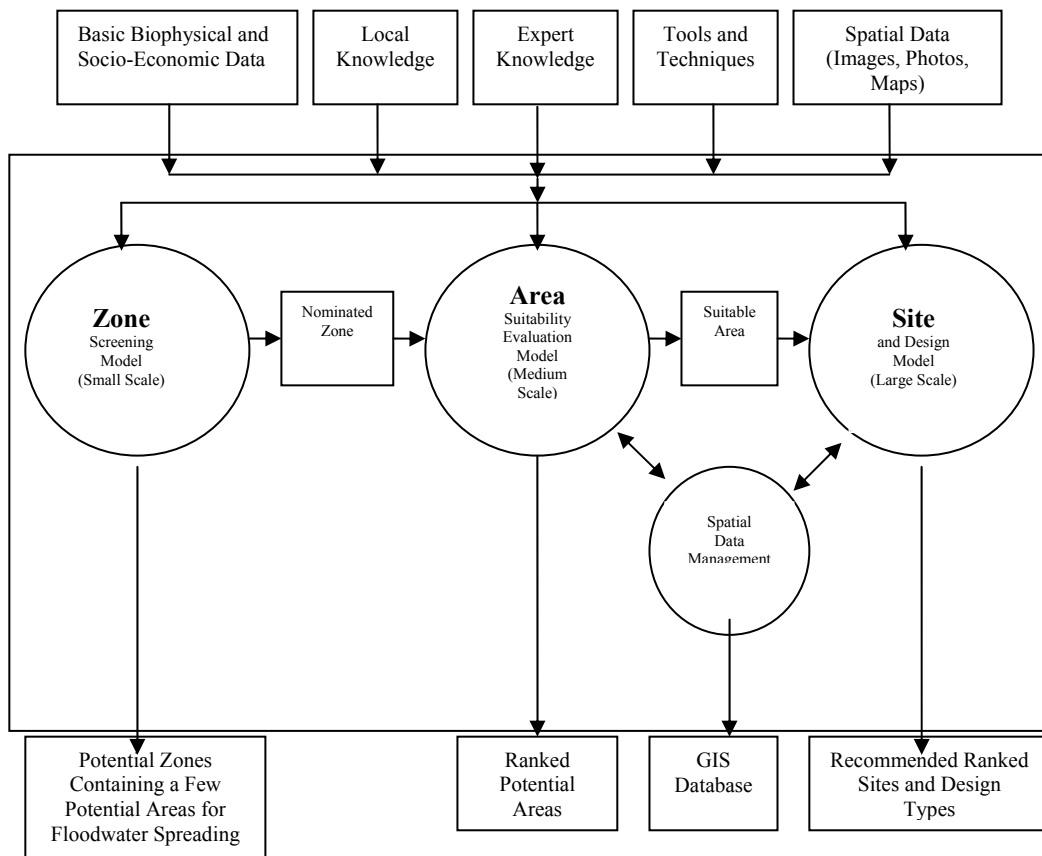 Basic Biophysical and
Socio-Economic Data
Local
Knowledge
Expert
Knowledge
Tools and
Techniques
Spatial Data
(Images, Photos,
Maps)
Zone
Screening
Model
(Small Scale)
Nominated
Zone
Area
Suitability
Evaluation
Model
(Medium
Scale)
Suitable
Area
Site
and Design
Model
(Large Scale)
Spatial
Data
Management
Potential Zones
Containing a Few
Potential Areas for
Floodwater Spreading
Ranked
Potential
Areas
GIS
Database
Recommended Ranked
Sites and Design
Types